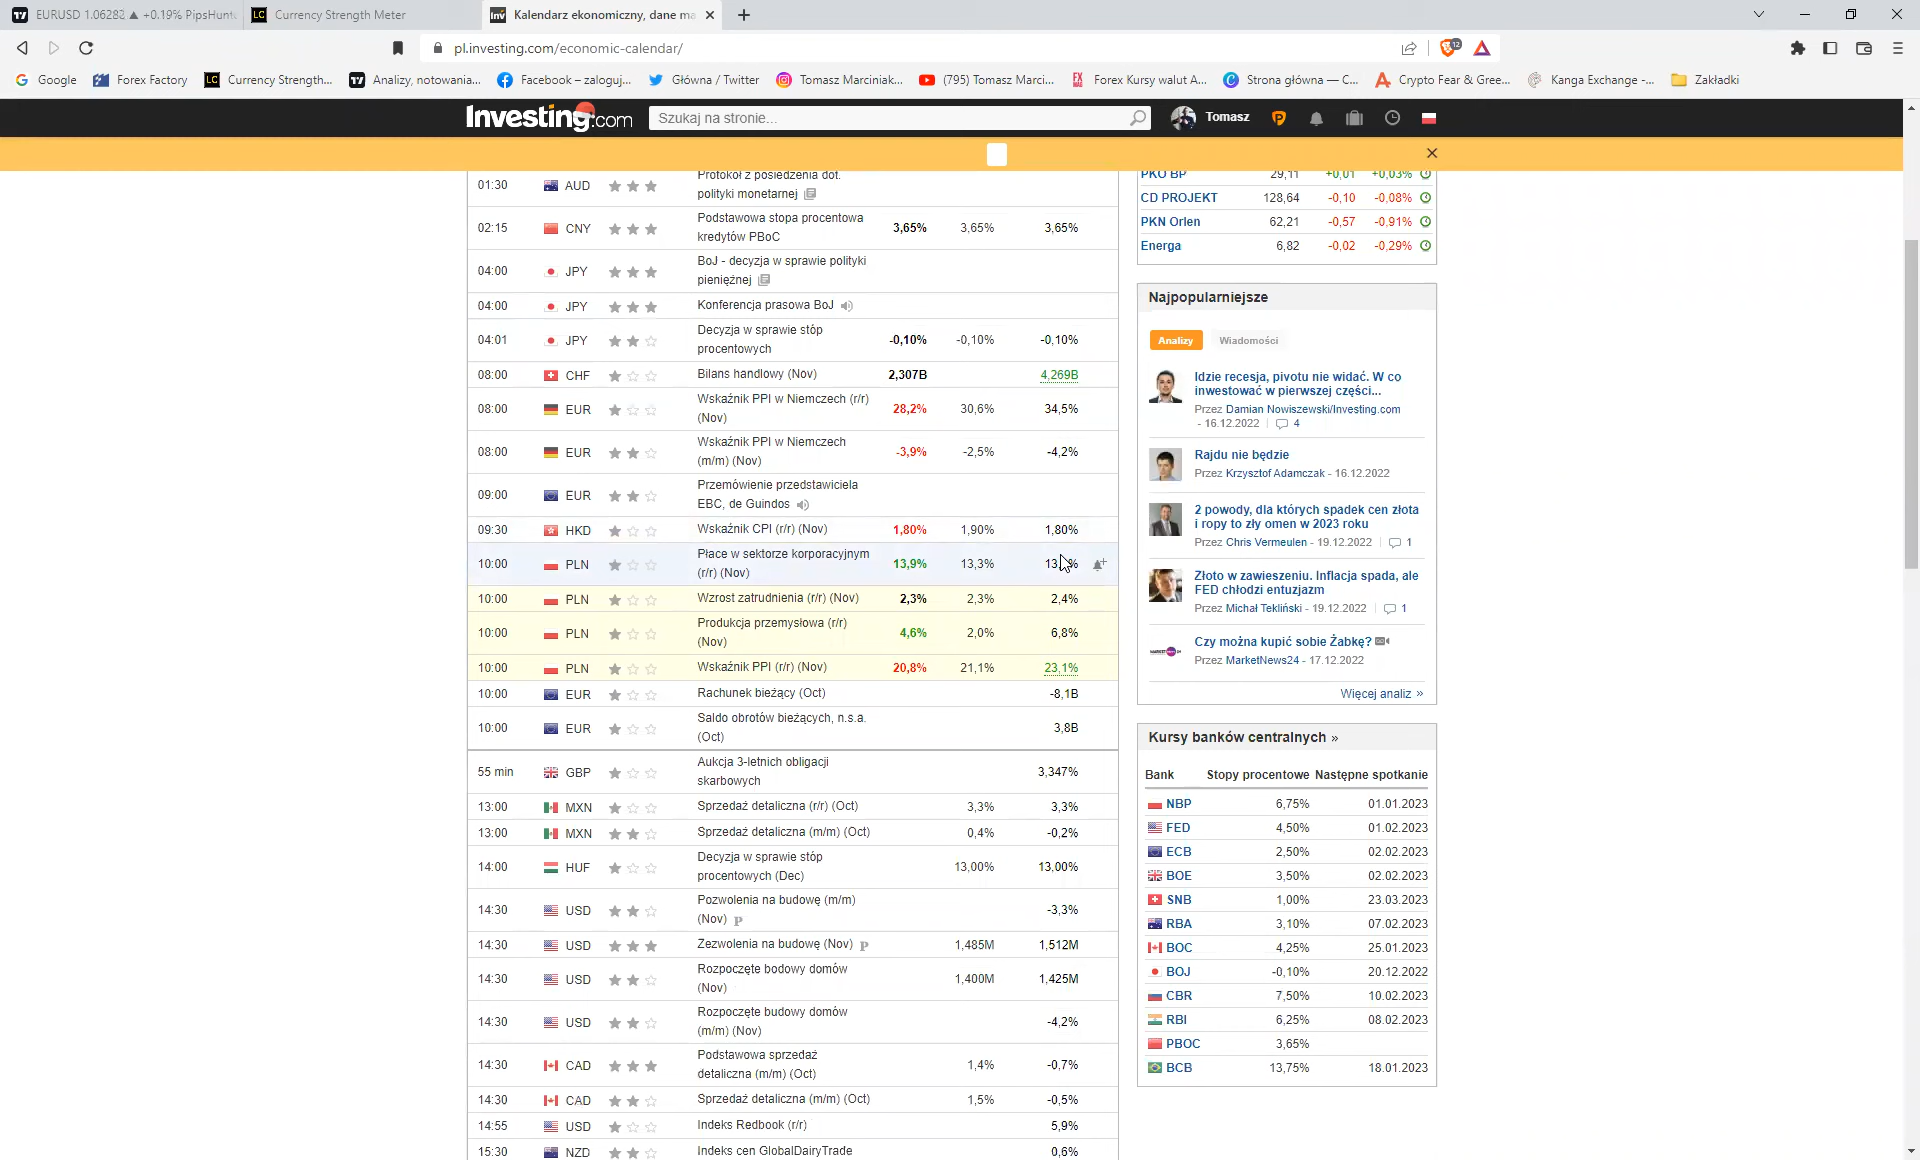 EURUSD 1.06282 ▲ +0.19% PipsHunt
Currency Strength Meter
Kalendarz ekonomiczny, dane ma
pl.investing.com/economic-calendar/
12
Google
Forex Factory
Currency Strength...
Analizy, notowania...
Facebook – zaloguj...
Główna / Twitter
Tomasz Marciniak...
(795) Tomasz Marci...
Forex Kursy walut A...
Strona główna — C...
Crypto Fear & Gree...
Kanga Exchange -...
Zakładki
Investing.com
Szukaj na stronie...
Tomasz
01:30 AUD Protokół z posiedzenia dot.
polityki monetarnej
02:15 CNY Podstawowa stopa procentowa
kredytów PBoC 3,65% 3,65% 3,65%
04:00 JPY BoJ - decyzja w sprawie polityki
pieniężnej
04:00 JPY Konferencja prasowa BoJ
04:01 JPY Decyzja w sprawie stóp
procentowych -0,10% -0,10% -0,10%
08:00 CHF Bilans handlowy (Nov) 2,307B 4,269B
08:00 EUR Wskaźnik PPI w Niemczech (r/r)
(Nov) 28,2% 30,6% 34,5%
08:00 EUR Wskaźnik PPI w Niemczech
(m/m) (Nov) -3,9% -2,5% -4,2%
09:00 EUR Przemówienie przedstawiciela
EBC, de Guindos
09:30 HKD Wskaźnik CPI (r/r) (Nov) 1,80% 1,90% 1,80%
10:00 PLN Płace w sektorze korporacyjnym
(r/r) (Nov) 13,9% 13,3%
10:00 PLN Wzrost zatrudnienia (r/r) (Nov) 2,3% 2,3% 2,4%
10:00 PLN Produkcja przemysłowa (r/r)
(Nov) 4,6% 2,0% 6,8%
10:00 PLN Wskaźnik PPI (r/r) (Nov) 20,8% 21,1% 23,1%
10:00 EUR Rachunek bieżący (Oct) -8,1B
10:00 EUR Saldo obrotów bieżących, n.s.a.
(Oct) 3,8B
55 min GBP Aukcja 3-letnich obligacji
skarbowych 3,347%
13:00 MXN Sprzedaż detaliczna (r/r) (Oct) 3,3% 3,3%
13:00 MXN Sprzedaż detaliczna (m/m) (Oct) 0,4% -0,2%
14:00 HUF Decyzja w sprawie stóp
procentowych (Dec) 13,00% 13,00%
14:30 USD Pozwolenia na budowę (m/m)
(Nov) P -3,3%
14:30 USD Zezwolenia na budowę (Nov) P 1,485M 1,512M
14:30 USD Rozpoczęte bodowy domów
(Nov) 1,400M 1,425M
14:30 USD Rozpoczęte budowy domów
(m/m) (Nov) -4,2%
14:30 CAD Podstawowa sprzedaż
detaliczna (m/m) (Oct) 1,4% -0,7%
14:30 CAD Sprzedaż detaliczna (m/m) (Oct) 1,5% -0,5%
14:55 USD Indeks Redbook (r/r) 5,9%
15:30 NZD Indeks cen GlobalDairyTrade 0,6%
PKO BP 29,11 +0,01 +0,03%
CD PROJEKT 128,64 -0,10 -0,08%
PKN Orlen 62,21 -0,57 -0,91%
Energa 6,82 -0,02 -0,29%
Najpopularniejsze
Analizy Wiadomości
Idzie recesja, pivotu nie widać. W co
inwestować w pierwszej części...
Przez Damian Nowiszewski/Investing.com
- 16.12.2022 4
Rajdu nie będzie
Przez Krzysztof Adamczak - 16.12.2022
2 powody, dla których spadek cen złota
i ropy to zły omen w 2023 roku
Przez Chris Vermeulen - 19.12.2022 1
Złoto w zawieszeniu. Inflacja spada, ale
FED chłodzi entuzjazm
Przez Michał Tekliński - 19.12.2022 1
Czy można kupić sobie Żabkę?
Przez MarketNews24 - 17.12.2022
Więcej analiz »
Kursy banków centralnych »
Bank Stopy procentowe Następne spotkanie
NBP 6,75% 01.01.2023
FED 4,50% 01.02.2023
ECB 2,50% 02.02.2023
BOE 3,50% 02.02.2023
SNB 1,00% 23.03.2023
RBA 3,10% 07.02.2023
BOC 4,25% 25.01.2023
BOJ -0,10% 20.12.2022
CBR 7,50% 10.02.2023
RBI 6,25% 08.02.2023
PBOC 3,65%
BCB 13,75% 18.01.2023